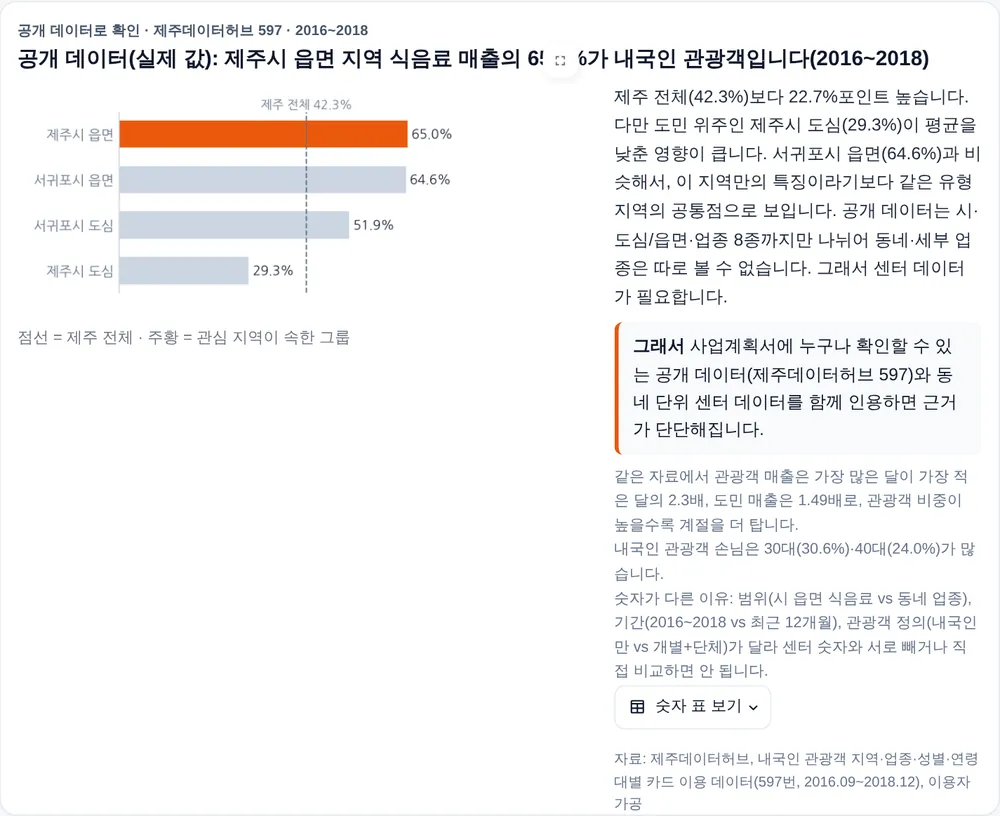 공개 데이터로 확인 · 제주데이터허브 597 · 2016~2018
공개 데이터(실제 값): 제주시 읍면 지역 식음료 매출의 6 %가 내국인 관광객입니다(2016~2018)
제주 전체 42.3%
제주시 읍면 65.0%
서귀포시 읍면 64.6%
서귀포시 도심 51.9%
제주시 도심 29.3%
점선 = 제주 전체 · 주황 = 관심 지역이 속한 그룹
제주 전체(42.3%)보다 22.7%포인트 높습니다.
다만 도민 위주인 제주시 도심(29.3%)이 평균을
낮춘 영향이 큽니다. 서귀포시 읍면(64.6%)과 비
슷해서, 이 지역만의 특징이라기보다 같은 유형
지역의 공통점으로 보입니다. 공개 데이터는 시·
도심/읍면·업종 8종까지만 나뉘어 동네·세부 업
종은 따로 볼 수 없습니다. 그래서 센터 데이터
가 필요합니다.
그래서 사업계획서에 누구나 확인할 수 있
는 공개 데이터(제주데이터허브 597)와 동
네 단위 센터 데이터를 함께 인용하면 근거
가 단단해집니다.
같은 자료에서 관광객 매출은 가장 많은 달이 가장 적
은 달의 2.3배, 도민 매출은 1.49배로, 관광객 비중이
높을수록 계절을 더 탑니다.
내국인 관광객 손님은 30대(30.6%)·40대(24.0%)가 많
습니다.
숫자가 다른 이유: 범위(시 읍면 식음료 vs 동네 업종),
기간(2016~2018 vs 최근 12개월), 관광객 정의(내국인
만 vs 개별+단체)가 달라 센터 숫자와 서로 빼거나 직
접 비교하면 안 됩니다.
숫자 표 보기
자료: 제주데이터허브, 내국인 관광객 지역·업종·성별·연령
대별 카드 이용 데이터(597번, 2016.09~2018.12), 이용자
가공